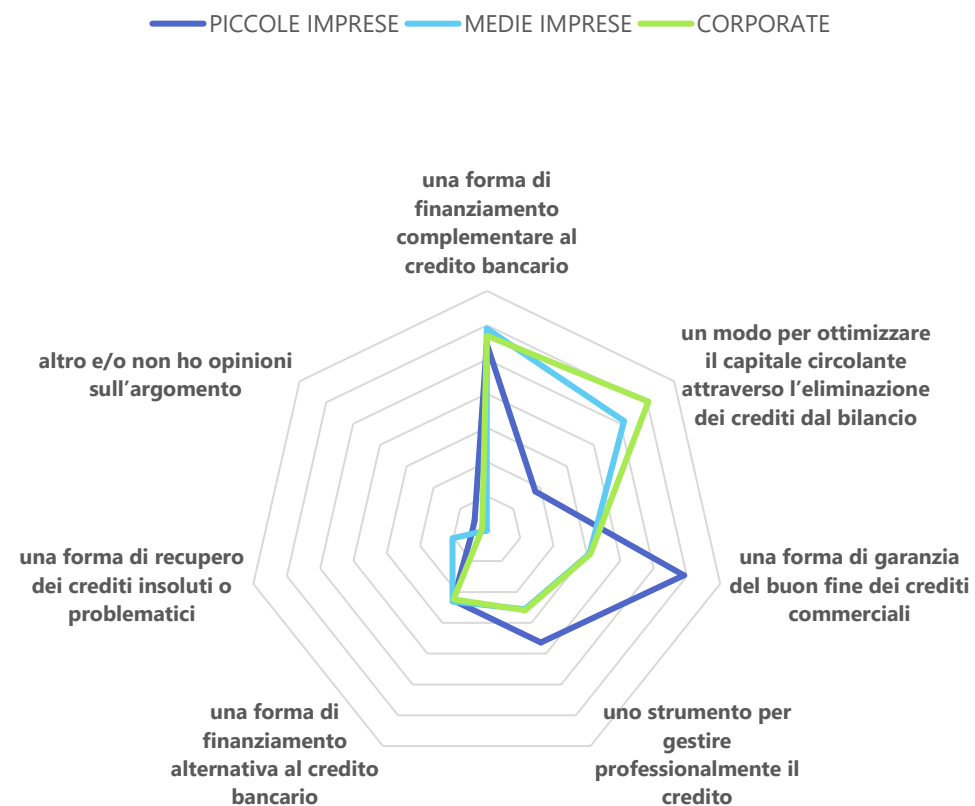 PICCOLE IMPRESE MEDIE IMPRESE CORPORATE
una forma di
finanziamento
complementare al
credito bancario
un modo per ottimizzare
il capitale circolante
attraverso l’eliminazione
dei crediti dal bilancio
una forma di garanzia
del buon fine dei crediti
commerciali
uno strumento per
gestire
professionalmente il
credito
una forma di
finanziamento
alternativa al credito
bancario
una forma di recupero
dei crediti insoluti o
problematici
altro e/o non ho opinioni
sull’argomento